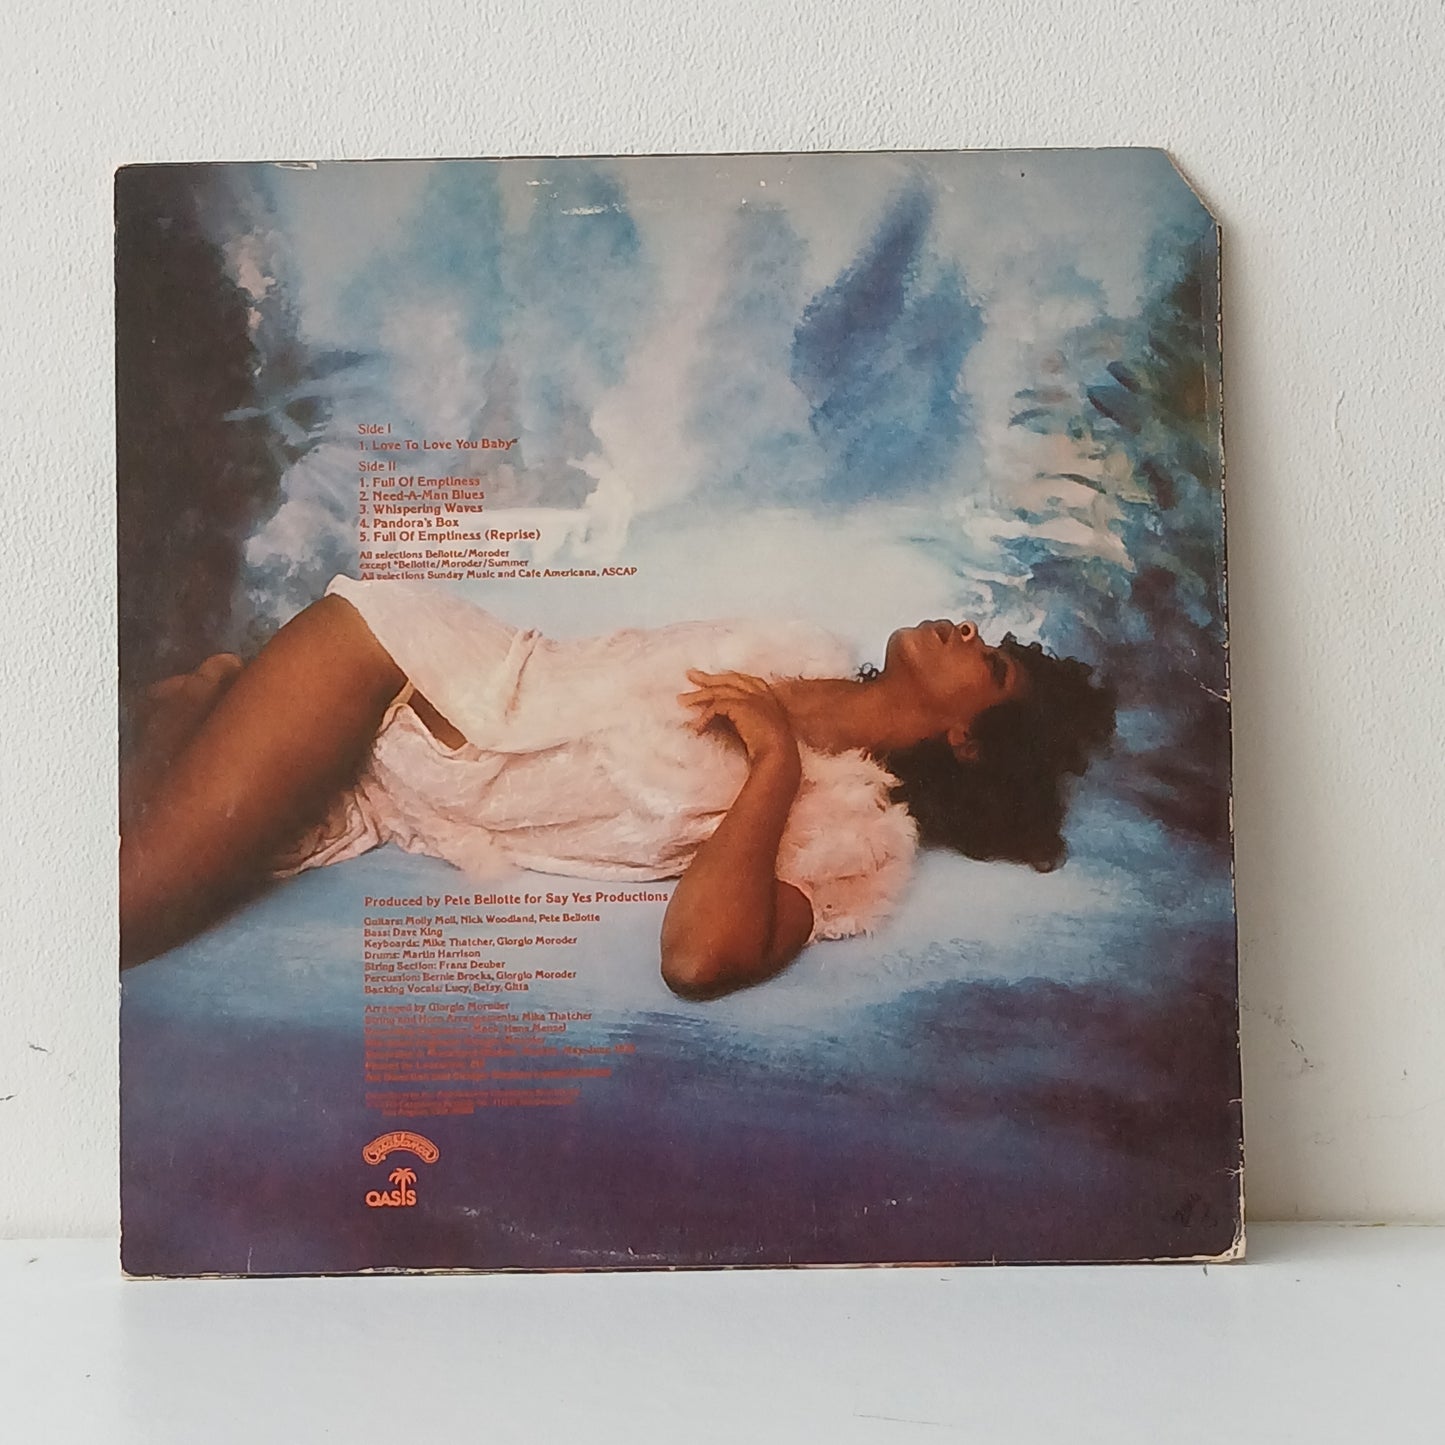 Side I
1. Love To Love You Baby*
Side II
1. Full Of Emptiness
2. Need-A-Man Blues
3. Whispering Waves
4. Pandora's Box
5. Full Of Emptiness (Reprise)
All selections Bellotte/Moroder
except *Bellotte/Moroder/Summer
All selections Sunday Music and Cafe Americana, ASCAP
Produced by Pete Bellotte for Say Yes Productions
Guitars: Molly Moll, Nick Woodland, Pete Bellotte
Bass: Dave King
Keyboards: Mike Thatcher, Giorgio Moroder
Drums: Martin Harrison
String Section: Franz Deuber
Percussion: Bernie Brocks, Giorgio Moroder
Backing Vocals: Lucy, Betsy, Gitta
Arranged by Giorgio Moroder
String and Horn Arrangements: Mike Thatcher
Mack, Hans Menzel
Moroder
Casablanca
OASIS